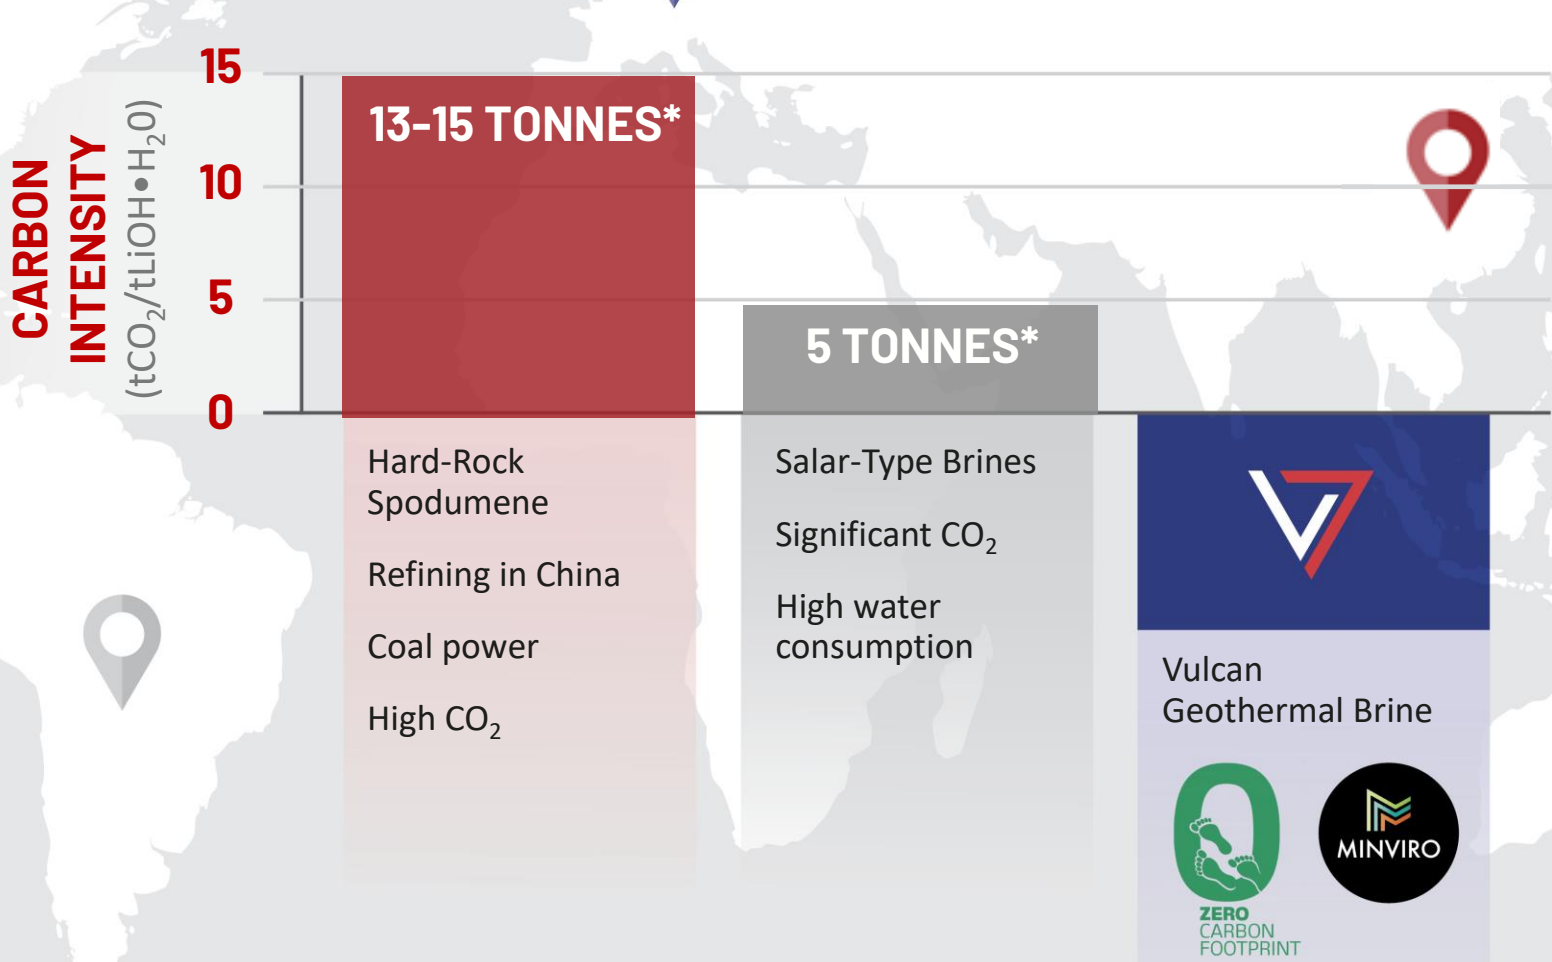 CARBON
INTENSITY
(tCO₂/tLiOH•H₂0)
15
10
5
0
13-15 TONNES*
Hard-Rock
Spodumene
Refining in China
Coal power
High CO₂
5 TONNES*
Salar-Type Brines
Significant CO₂
High water
consumption
Vulcan
Geothermal Brine
ZERO
CARBON
FOOTPRINT
MINVIRO